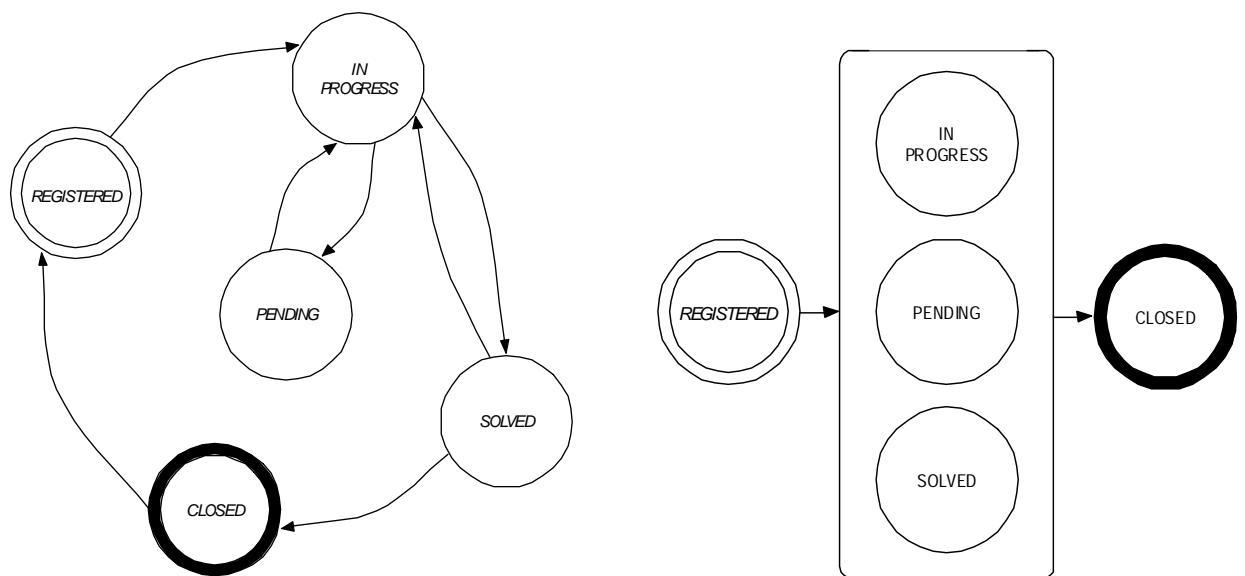 IN
PROGRESS
REGISTERED
PENDING
SOLVED
CLOSED
IN
PROGRESS
REGISTERED
PENDING
CLOSED
SOLVED